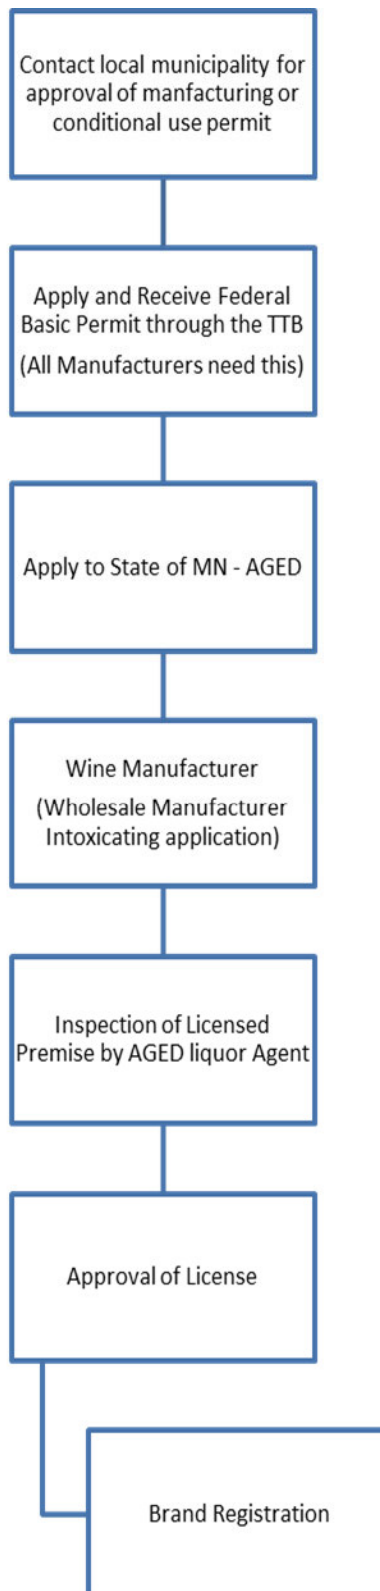 Contact local municipality for
approval of manfacturing or
conditional use permit
Apply and Receive Federal
Basic Permit through the TTB
(All Manufacturers need this)
Apply to State of MN - AGED
Wine Manufacturer
(Wholesale Manufacturer
Intoxicating application)
Inspection of Licensed
Premise by AGED liquor Agent
Approval of License
Brand Registration